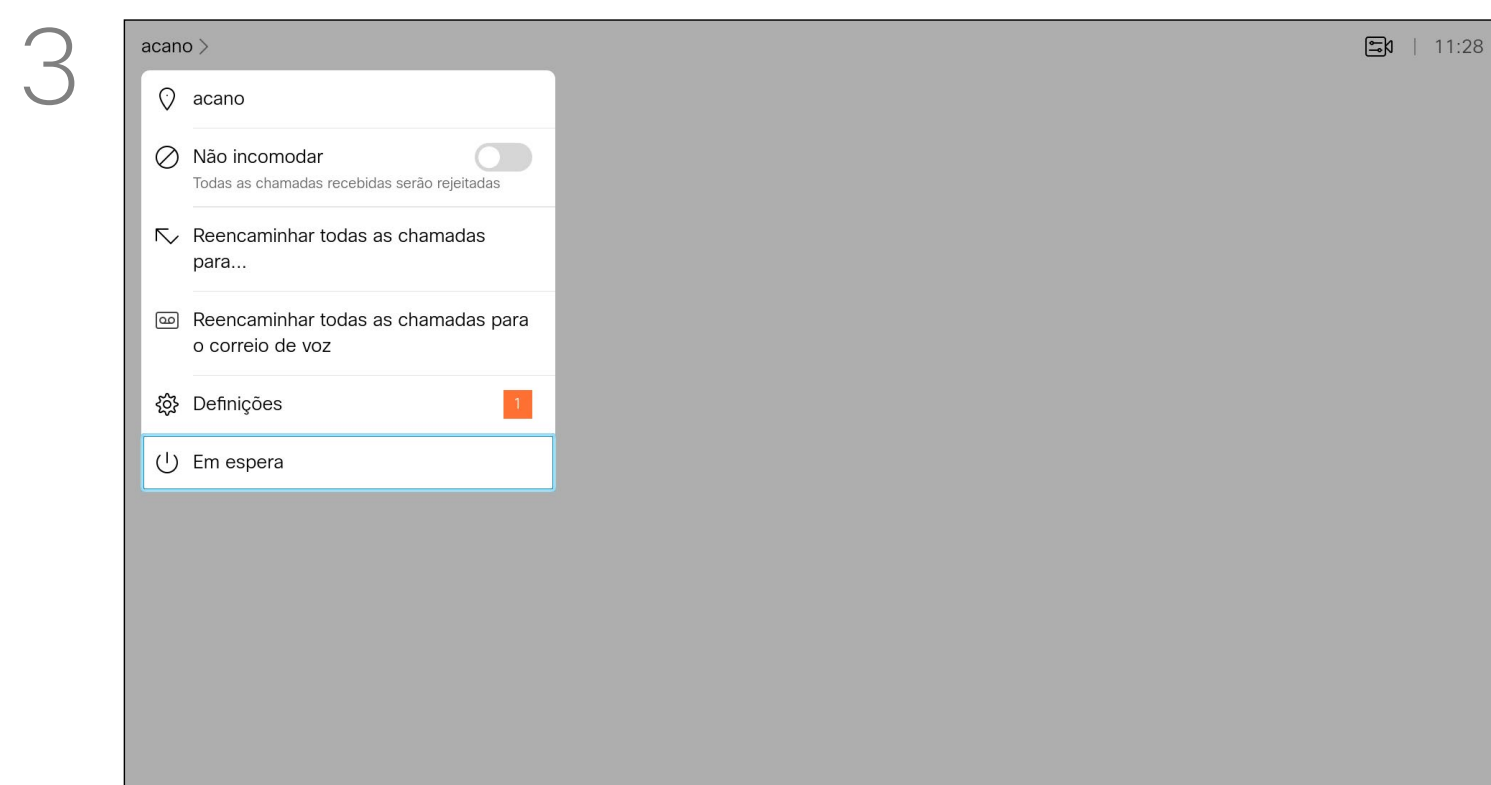 3
acano >
11:28
acano
Não incomodar
Todas as chamadas recebidas serão rejeitadas
Reencaminhar todas as chamadas
para...
Reencaminhar todas as chamadas para
o correio de voz
Definições 1
Em espera